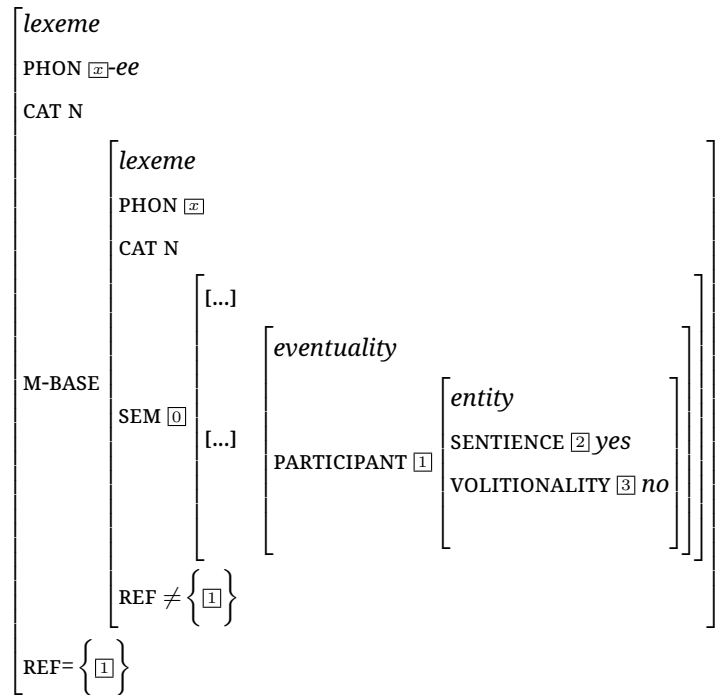 lexeme
PHON x -ee
CAT N
lexeme
PHON x
CAT N
[...]
eventuality
M-BASE
entity
SEM 0
[...]
SENTIENCE 2 yes
PARTICIPANT 1
VOLITIONALITY 3 no
REF ≠ { 1 }
REF= { 1 }